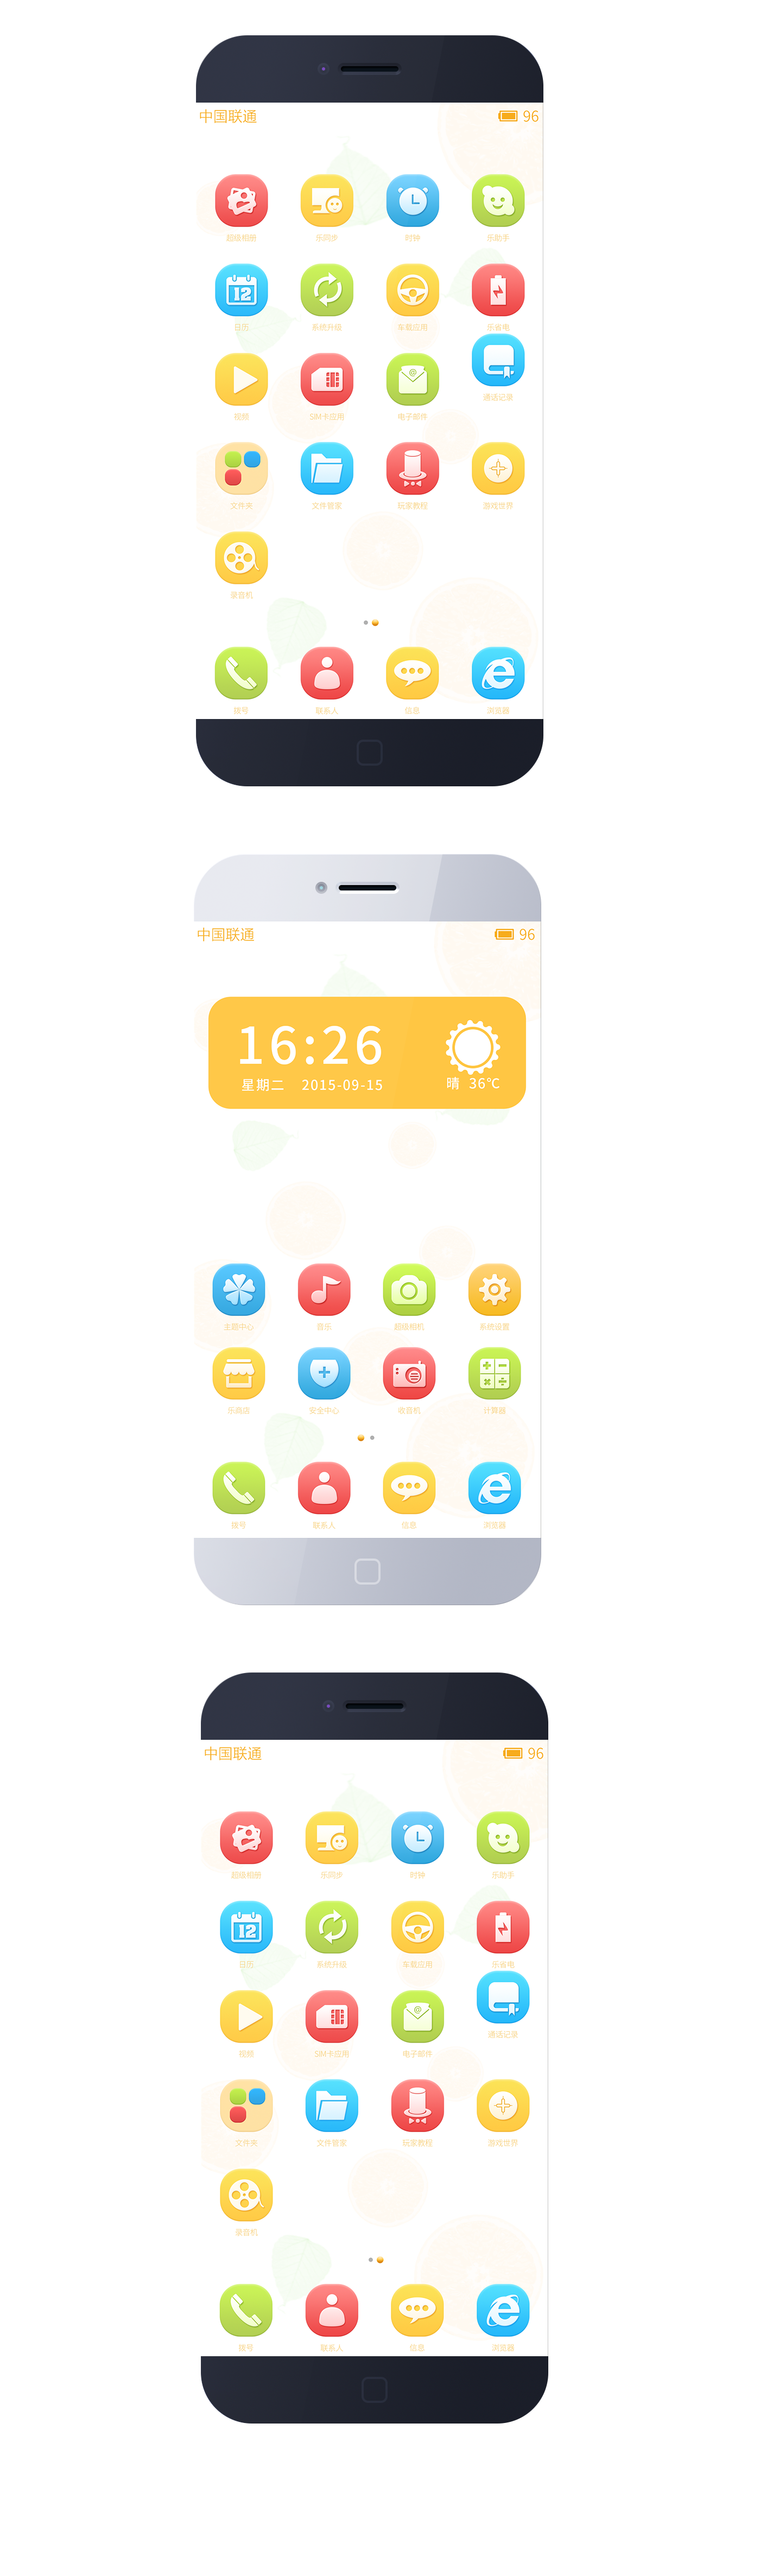 中国联通 96
超级相册 乐同步 时钟 乐助手
12
日历 系统升级 车载应用 乐省电
@
视频 SIM卡应用 电子邮件 通话记录
文件夹 文件管家 玩家教程 游戏世界
录音机
拨号 联系人 信息 浏览器
中国联通 96
16:26
星期二 2015-09-15 晴 36℃
主题中心 音乐 超级相机 系统设置
乐商店 安全中心 收音机 计算器
拨号 联系人 信息 浏览器
中国联通 96
超级相册 乐同步 时钟 乐助手
12
日历 系统升级 车载应用 乐省电
@
视频 SIM卡应用 电子邮件 通话记录
文件夹 文件管家 玩家教程 游戏世界
录音机
拨号 联系人 信息 浏览器